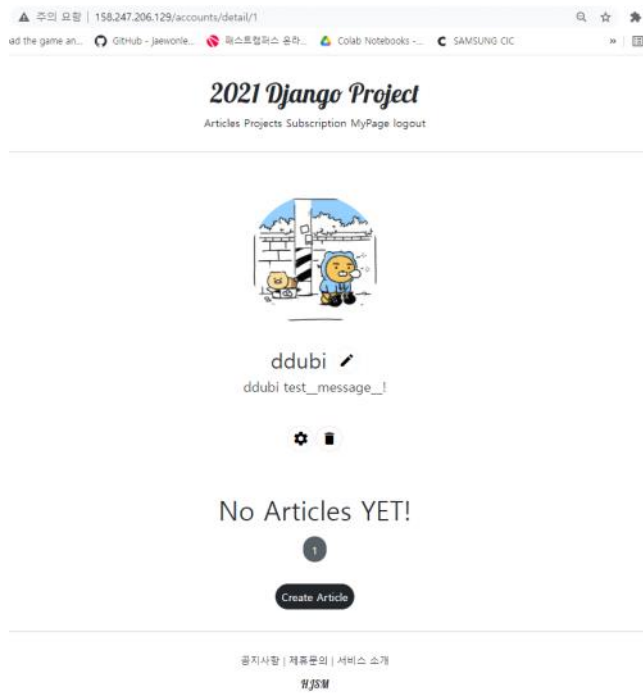 주의 요함 | 158.247.206.129/accounts/detail/1
ad the game an... GitHub - jaewonle... 패스트캠퍼스 온라... Colab Notebooks -... SAMSUNG CIC »
2021 Django Project
Articles Projects Subscription MyPage logout
ddubi
ddubi test__message__!
No Articles YET!
1
Create Article
공지사항 | 제휴문의 | 서비스 소개
HJSM